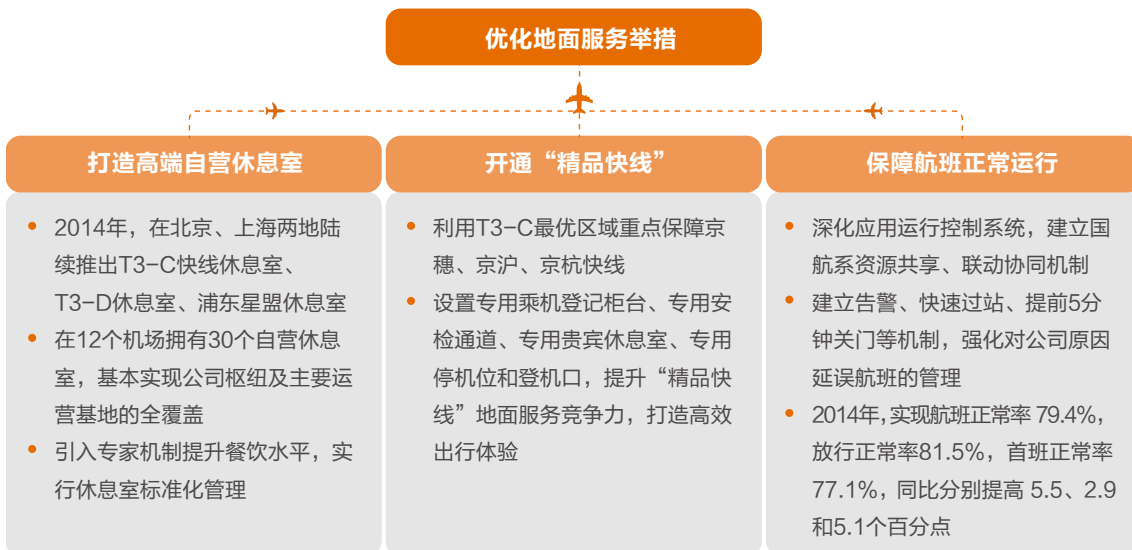 优化地面服务举措
打造高端自营休息室
• 2014年，在北京、上海两地陆
续推出T3-C快线休息室、
T3-D休息室、浦东星盟休息室
• 在12个机场拥有30个自营休息
室，基本实现公司枢纽及主要运
营基地的全覆盖
• 引入专家机制提升餐饮水平，实
行休息室标准化管理
开通“精品快线”
• 利用T3-C最优区域重点保障京
穗、京沪、京杭快线
• 设置专用乘机登记柜台、专用安
检通道、专用贵宾休息室、专用
停机位和登机口，提升“精品快
线”地面服务竞争力，打造高效
出行体验
保障航班正常运行
• 深化应用运行控制系统，建立国
航系资源共享、联动协同机制
• 建立告警、快速过站、提前5分
钟关门等机制，强化对公司原因
延误航班的管理
• 2014年，实现航班正常率 79.4%，
放行正常率81.5%，首班正常率
77.1%，同比分别提高 5.5、2.9
和5.1个百分点